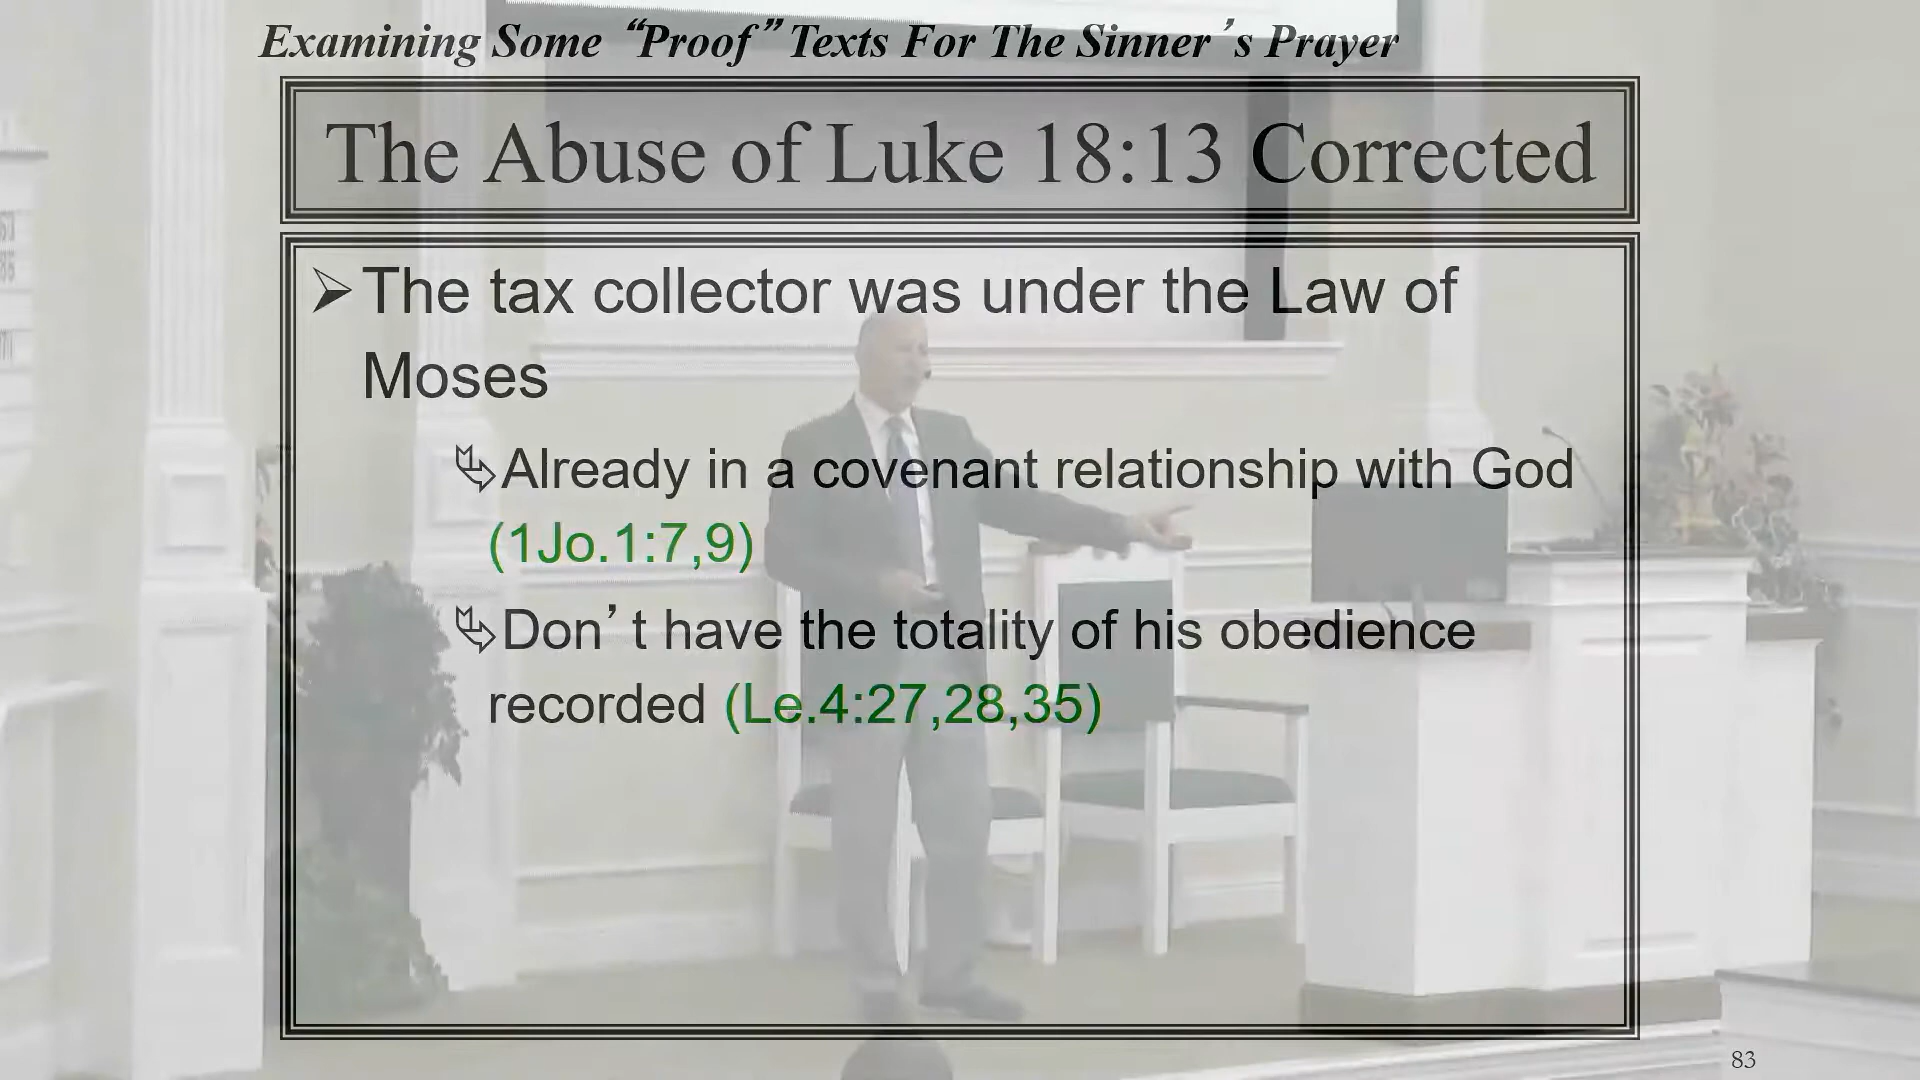 Examining Some “Proof” Texts For The Sinner’s Prayer
The Abuse of Luke 18:13 Corrected
The tax collector was under the Law of
Moses
Already in a covenant relationship with God
(1Jo.1:7,9)
Don’t have the totality of his obedience
recorded (Le.4:27,28,35)
83